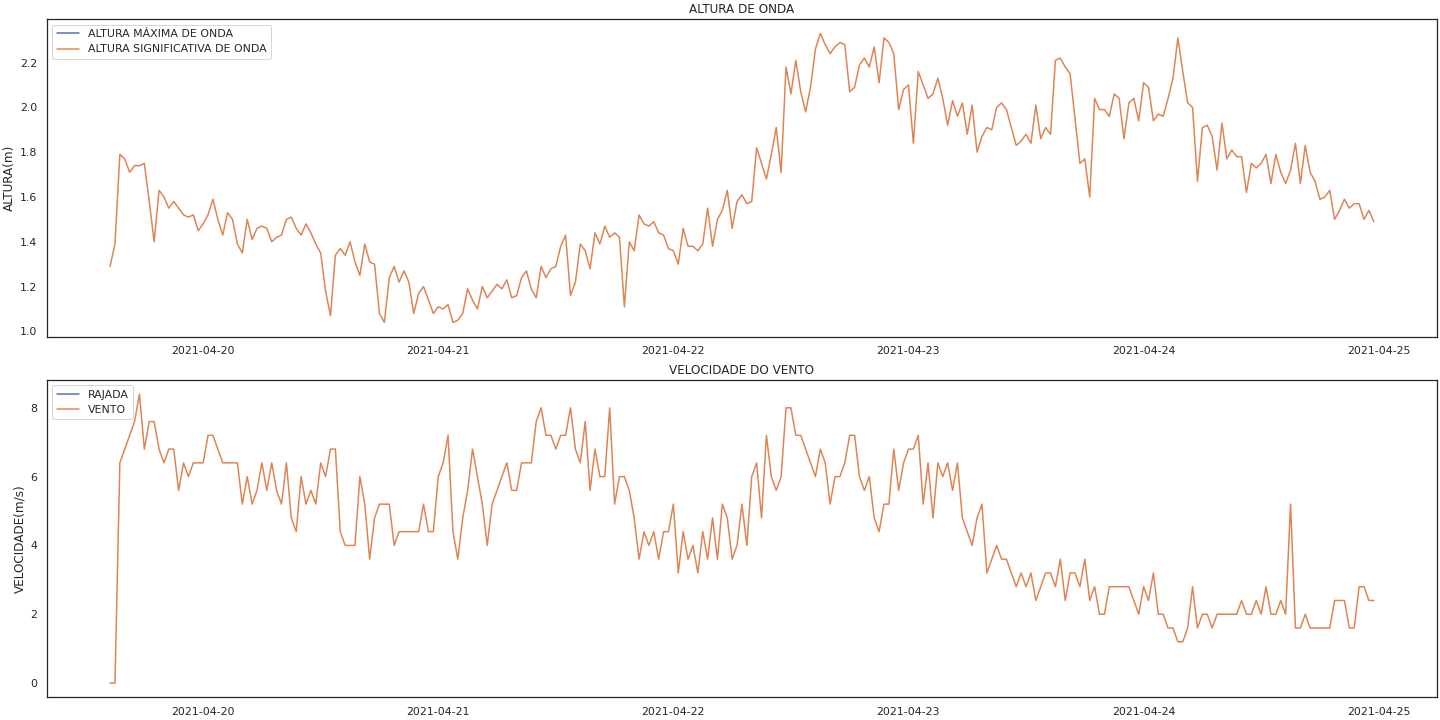 ALTURA DE ONDA
ALTURA MÁXIMA DE ONDA
ALTURA SIGNIFICATIVA DE ONDA
ALTURA(m)
2.2
2.0
1.8
1.6
1.4
1.2
1.0
2021-04-20 2021-04-21 2021-04-22 2021-04-23 2021-04-24 2021-04-25
VELOCIDADE DO VENTO
RAJADA
VENTO
VELOCIDADE(m/s)
8
6
4
2
0
2021-04-20 2021-04-21 2021-04-22 2021-04-23 2021-04-24 2021-04-25